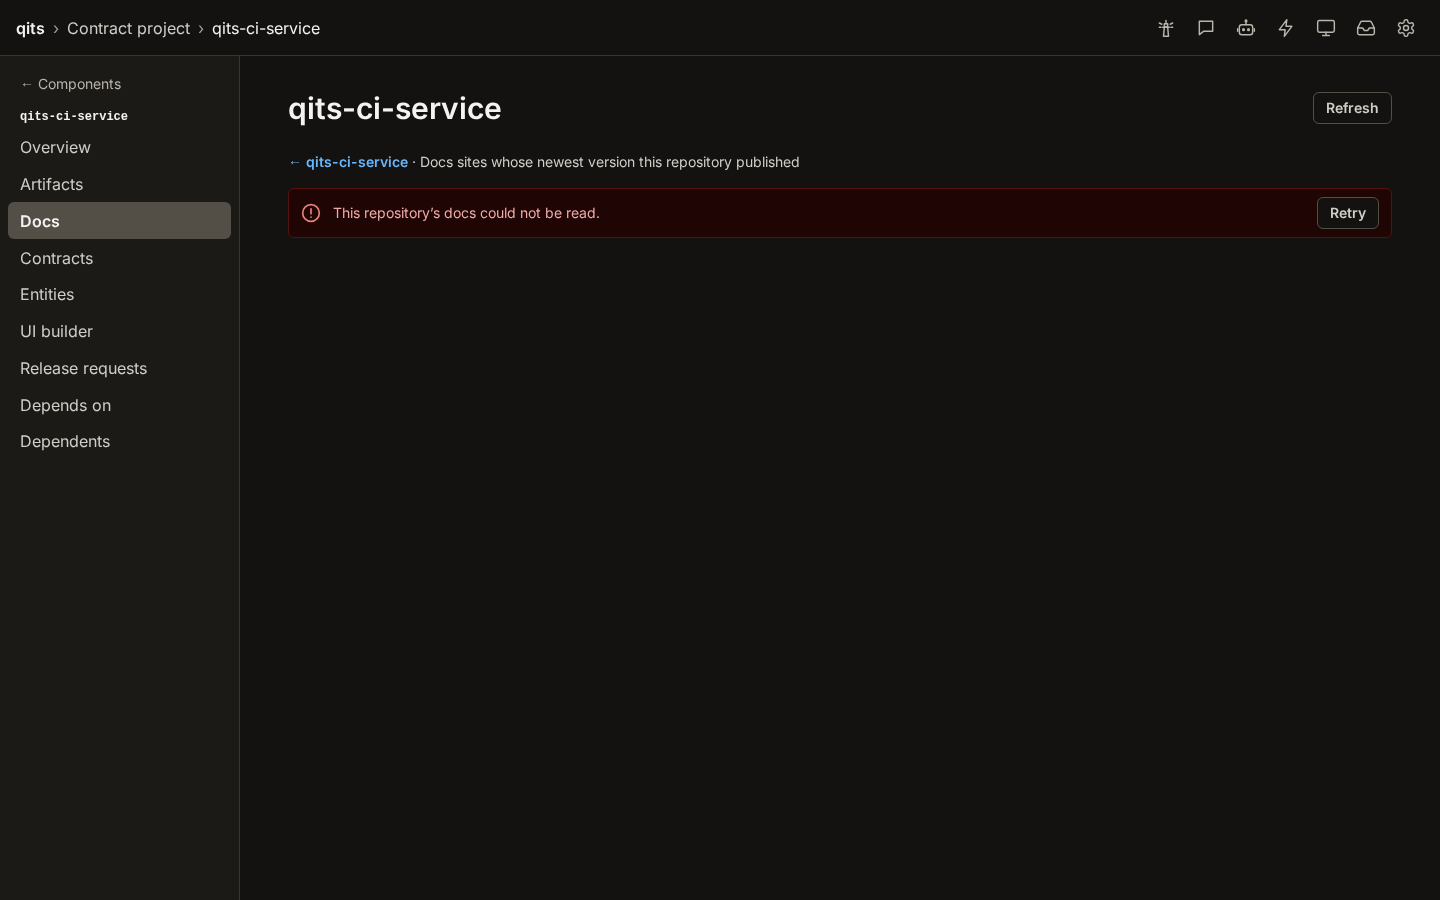 qits › Contract project › qits-ci-service
← Components
qits-ci-service
Overview
Artifacts
Docs
Contracts
Entities
UI builder
Release requests
Depends on
Dependents
qits-ci-service
Refresh
← qits-ci-service · Docs sites whose newest version this repository published
This repository’s docs could not be read.
Retry